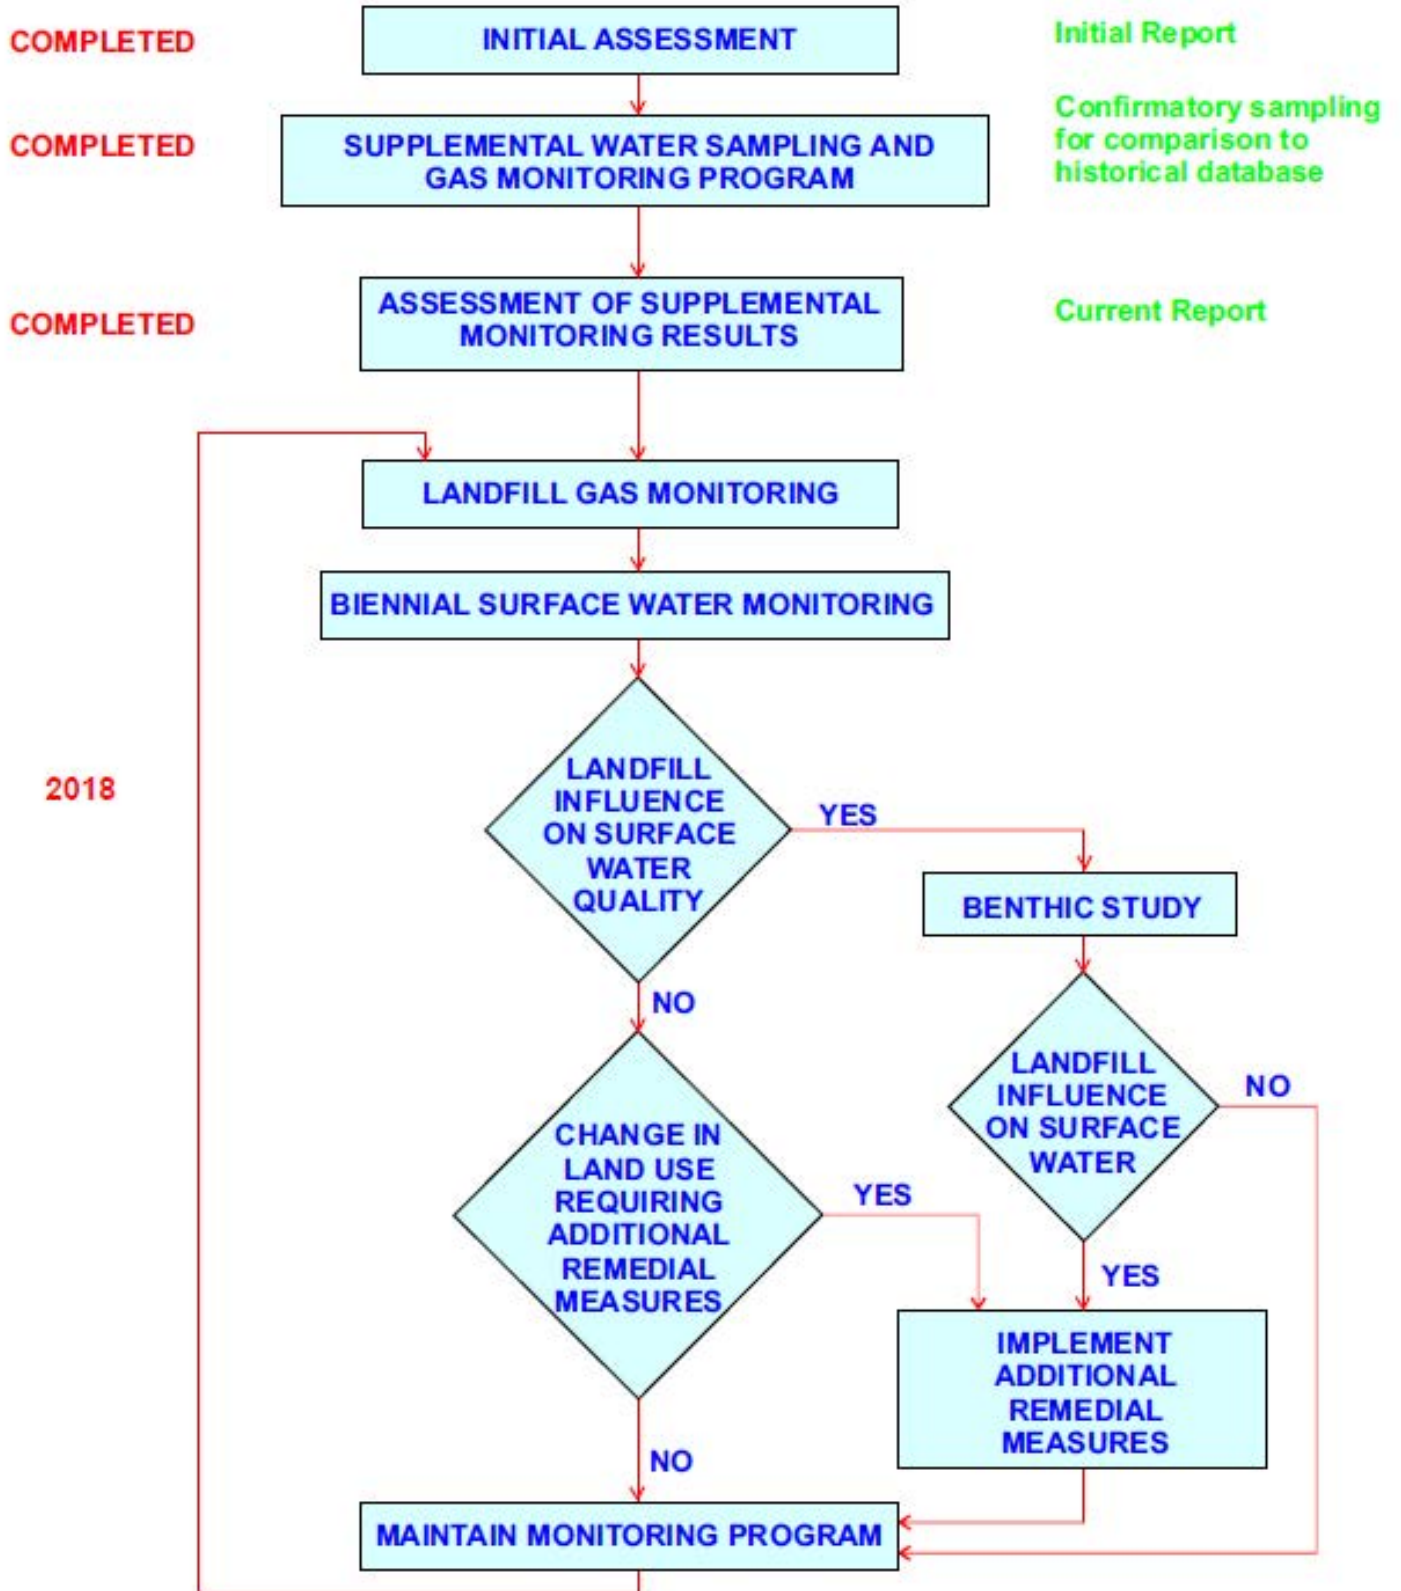 COMPLETED
INITIAL ASSESSMENT
Initial Report
COMPLETED
SUPPLEMENTAL WATER SAMPLING AND
GAS MONITORING PROGRAM
Confirmatory sampling
for comparison to
historical database
COMPLETED
ASSESSMENT OF SUPPLEMENTAL
MONITORING RESULTS
Current Report
LANDFILL GAS MONITORING
BIENNIAL SURFACE WATER MONITORING
2018
LANDFILL
INFLUENCE
ON SURFACE
WATER
QUALITY
YES
BENTHIC STUDY
NO
LANDFILL
INFLUENCE
ON SURFACE
WATER
NO
CHANGE IN
LAND USE
REQUIRING
ADDITIONAL
REMEDIAL
MEASURES
YES
YES
IMPLEMENT
ADDITIONAL
REMEDIAL
MEASURES
NO
MAINTAIN MONITORING PROGRAM